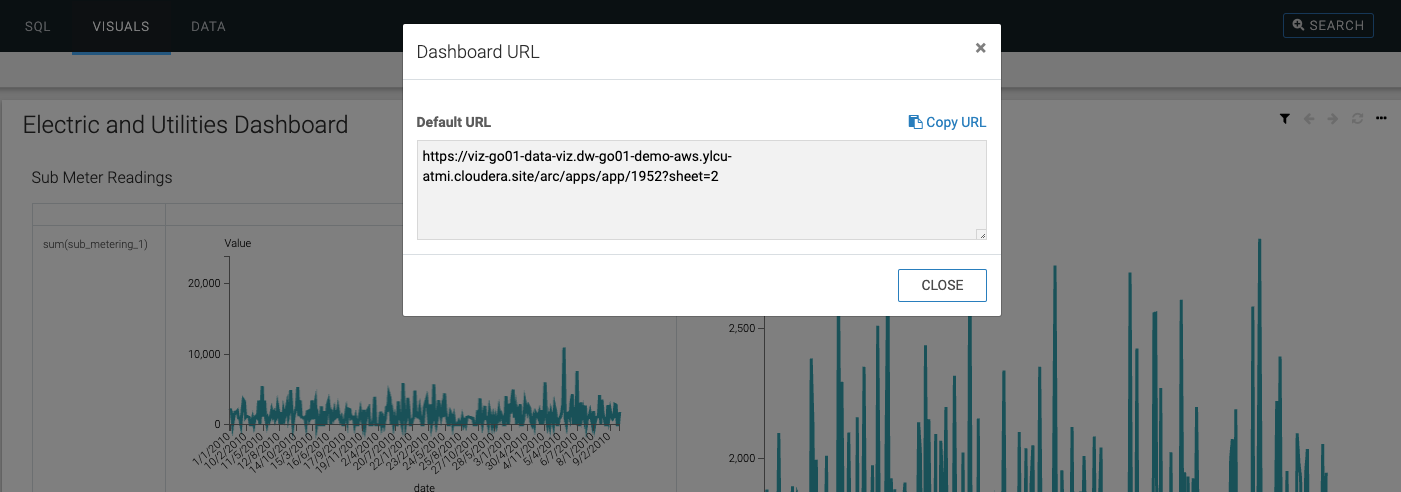 SQL VISUALS DATA SEARCH
Dashboard URL
×
Default URL
Copy URL
https://viz-go01-data-viz.dw-go01-demo-aws.ylcu-
atmi.cloudera.site/arc/apps/app/1952?sheet=2
CLOSE
Electric and Utilities Dashboard
Sub Meter Readings
sum(sub_metering_1)
Value
20,000
10,000
0
1/1/2010
10/2/2010
11/5/2010
12/8/2010
14/10/2010
15/3/2010
16/6/2010
17/9/2010
19/11/2010
2/4/2010
20/7/2010
22/1/2010
23/2/2010
24/5/2010
25/8/2010
27/10/2010
28/5/2010
3/1/2010
30/4/2010
4/11/2010
5/4/2010
6/7/2010
8/1/2010
9/2/2010
date
2,500
2,000